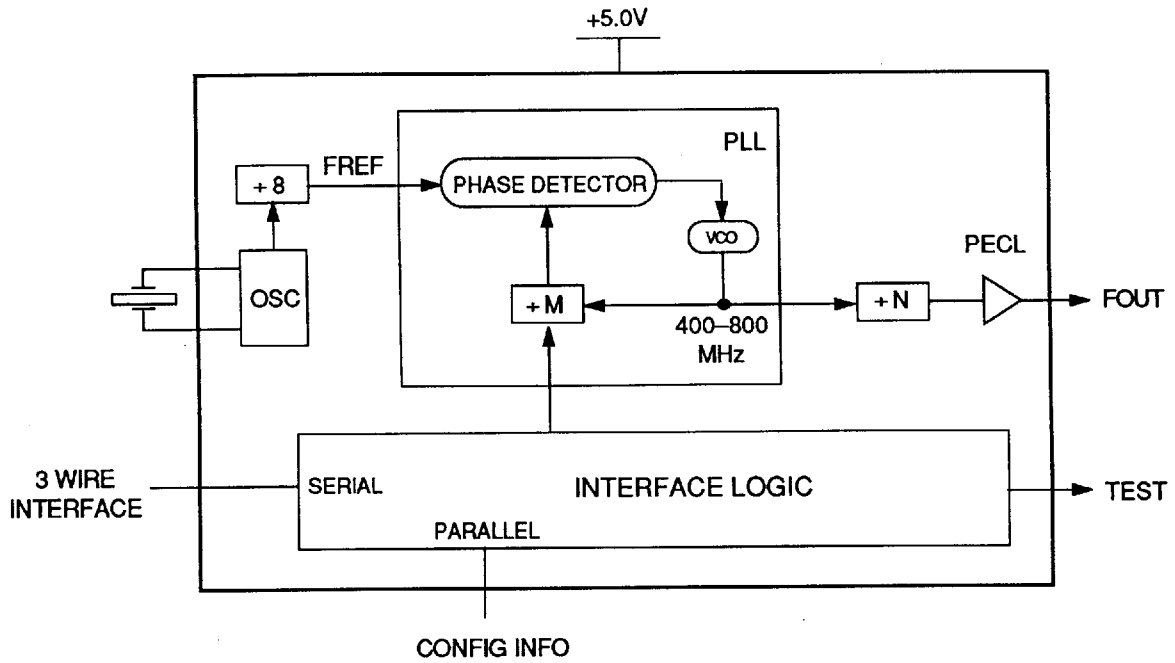 +5.0V
PLL
FREF
PHASE DETECTOR
÷ 8
VCO
PECL
OSC
÷ M
÷ N
FOUT
400–800
MHz
3 WIRE
INTERFACE
SERIAL
INTERFACE LOGIC
TEST
PARALLEL
CONFIG INFO